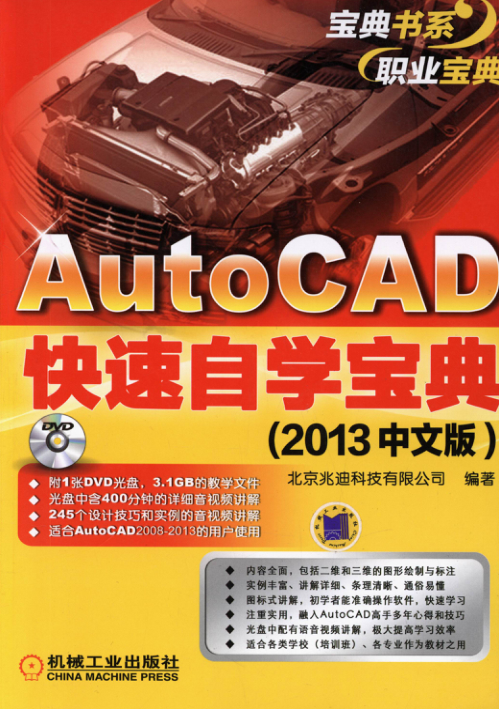 宝典书系
职业宝典
AutoCAD
快速自学宝典
(2013中文版)
DVD
北京兆迪科技有限公司 编著
◆ 附1张DVD光盘，3.1GB的教学文件
◆ 光盘中含400分钟的详细音视频讲解
◆ 245个设计技巧和实例的音视频讲解
◆ 适合AutoCAD2008-2013的用户使用
◆ 内容全面，包括二维和三维的图形绘制与标注
◆ 实例丰富、讲解详细、条理清晰、通俗易懂
◆ 图标式讲解，初学者能准确操作软件，快速学习
◆ 注重实用，融入AutoCAD高手多年心得和技巧
◆ 光盘中配有语音视频讲解，极大提高学习效率
◆ 适合各类学校（培训班）、各专业作为教材之用
机械工业出版社
CHINA MACHINE PRESS